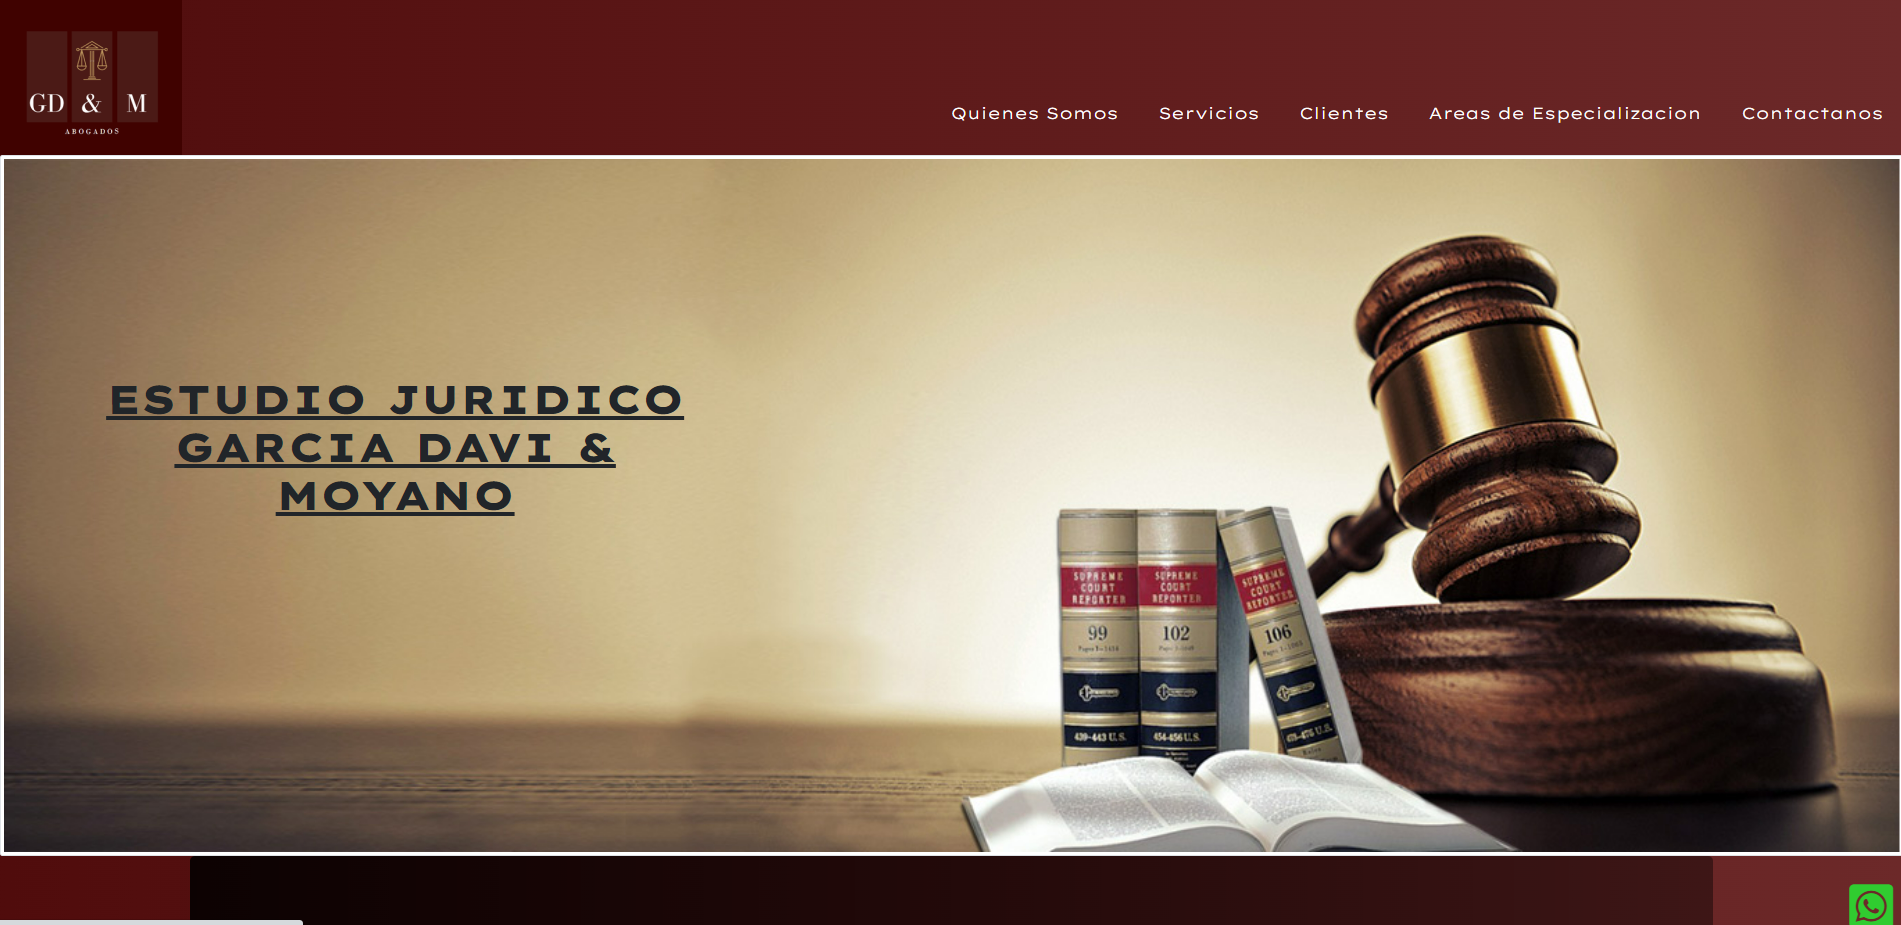 GD & M
ABOGADOS
Quienes Somos
Servicios
Clientes
Areas de Especializacion
Contactanos
ESTUDIO JURIDICO
GARCIA DAVI &
MOYANO
SUPREME
COURT
REPORTER
99
439-443 U.S.
SUPREME
COURT
REPORTER
102
454-456 U.S.
SUPREME
COURT
REPORTER
106